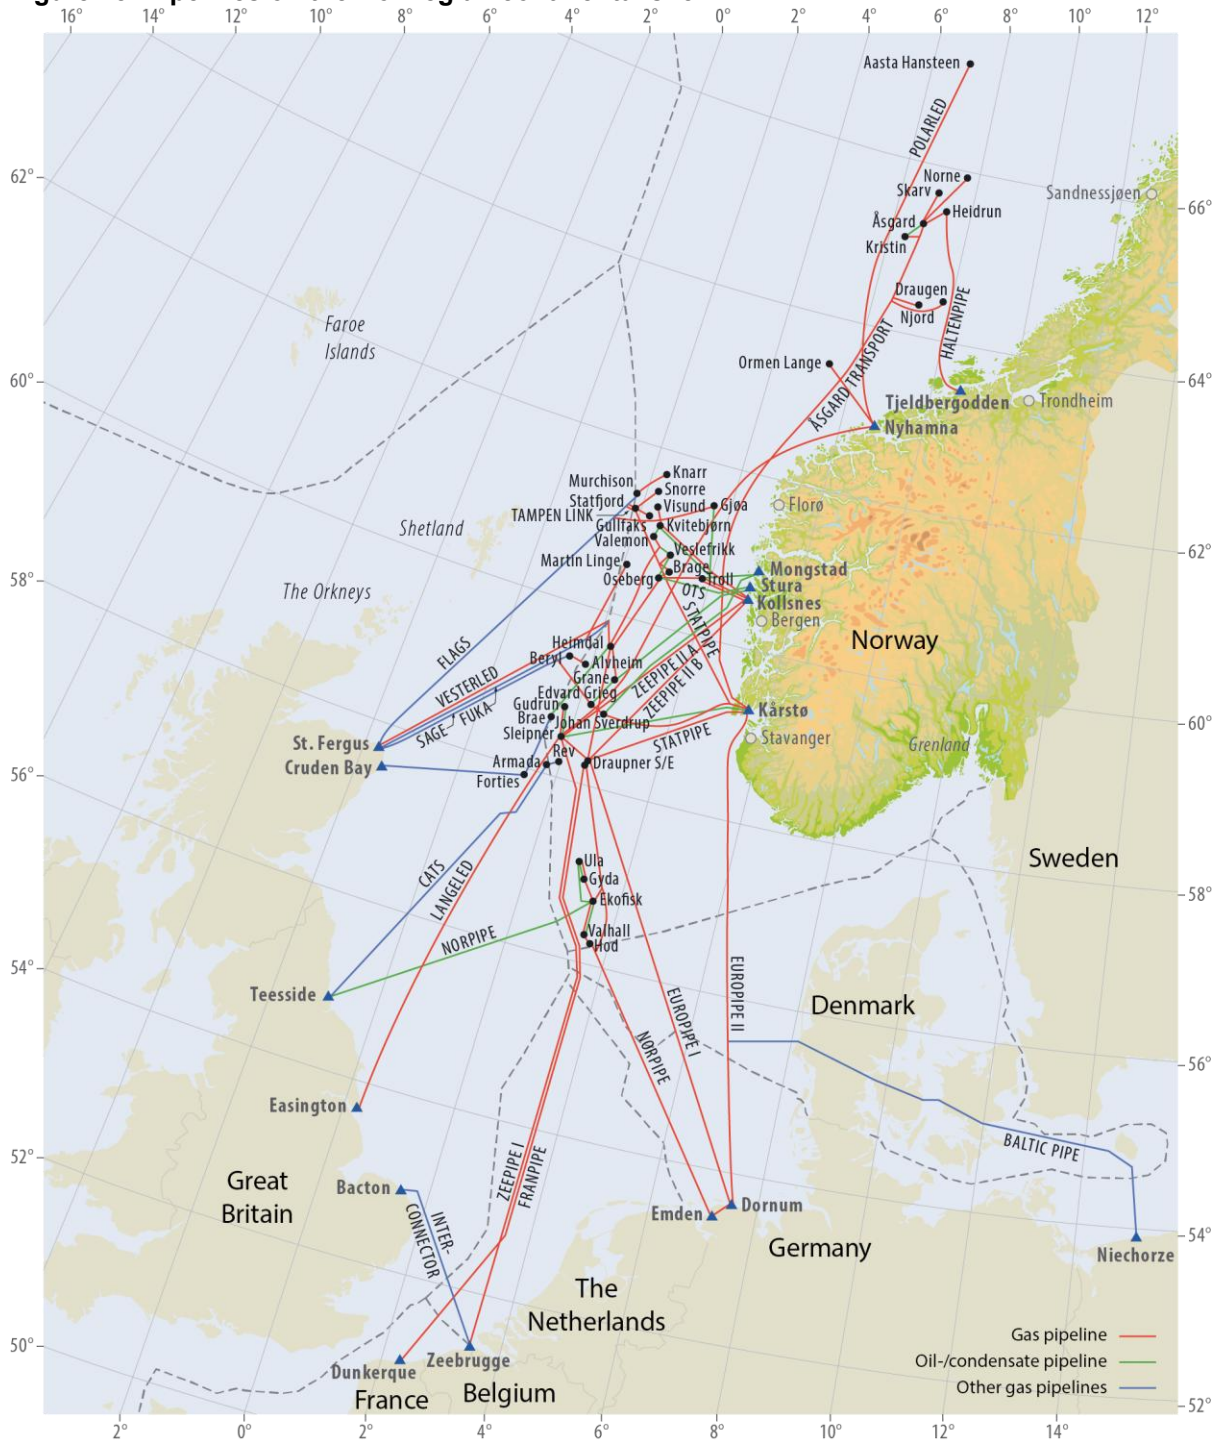 16°
14°
12°
10°
8°
6°
4°
2°
0°
2°
4°
6°
8°
10°
12°
Aasta Hansteen
POLARLED
62°
Norne
Skarv
Sandnessjøen
66°
Åsgard
Heidrun
Kristin
Draugen
Njord
HALTENPIPE
Faroe
Islands
Ormen Lange
ÅSGARD TRANSPORT
60°
64°
Tjeldbergodden
Trondheim
Nyhamna
Knarr
Murchison
Snorre
Statfjord
Visund
Gjøa
Florø
TAMPEN LINK
Gullfaks
Kvitebjørn
Shetland
Valemon
Veslefrikk
62°
Martin Linge
Brage
Mongstad
58°
Oseberg
Troll
Stura
The Orkneys
OTS
Kollsnes
STATPIPE
Bergen
Norway
FLAGS
Heimdal
Beryl
Alvheim
VESTERLED
Grane
ZEEPIPE II A
ZEEPIPE II B
Edvard Grieg
Gudrun
SAGE
FUKA
Brae
Johan Sverdrup
Kårstø
60°
Sleipner
STATPIPE
Stavanger
Grenland
St. Fergus
Rev
Cruden Bay
Armada
Draupner S/E
56°
Forties
CATS
LANGELED
Ula
Gyda
Sweden
Ekofisk
58°
NORPIPE
Valhall
Hod
54°
Teesside
EUROPIPE II
EUROPIPE I
Denmark
NORPIPE
56°
Easington
BALTIC PIPE
52°
ZEEPIPE I
FRANPIPE
Great
Britain
Bacton
INTER-
CONNECTOR
Emden
Dornum
54°
Germany
Niechorze
The
Netherlands
50°
Gas pipeline
Oil-/condensate pipeline
Other gas pipelines
Dunkerque
Zeebrugge
France
Belgium
52°
2°
0°
2°
4°
6°
8°
10°
12°
14°